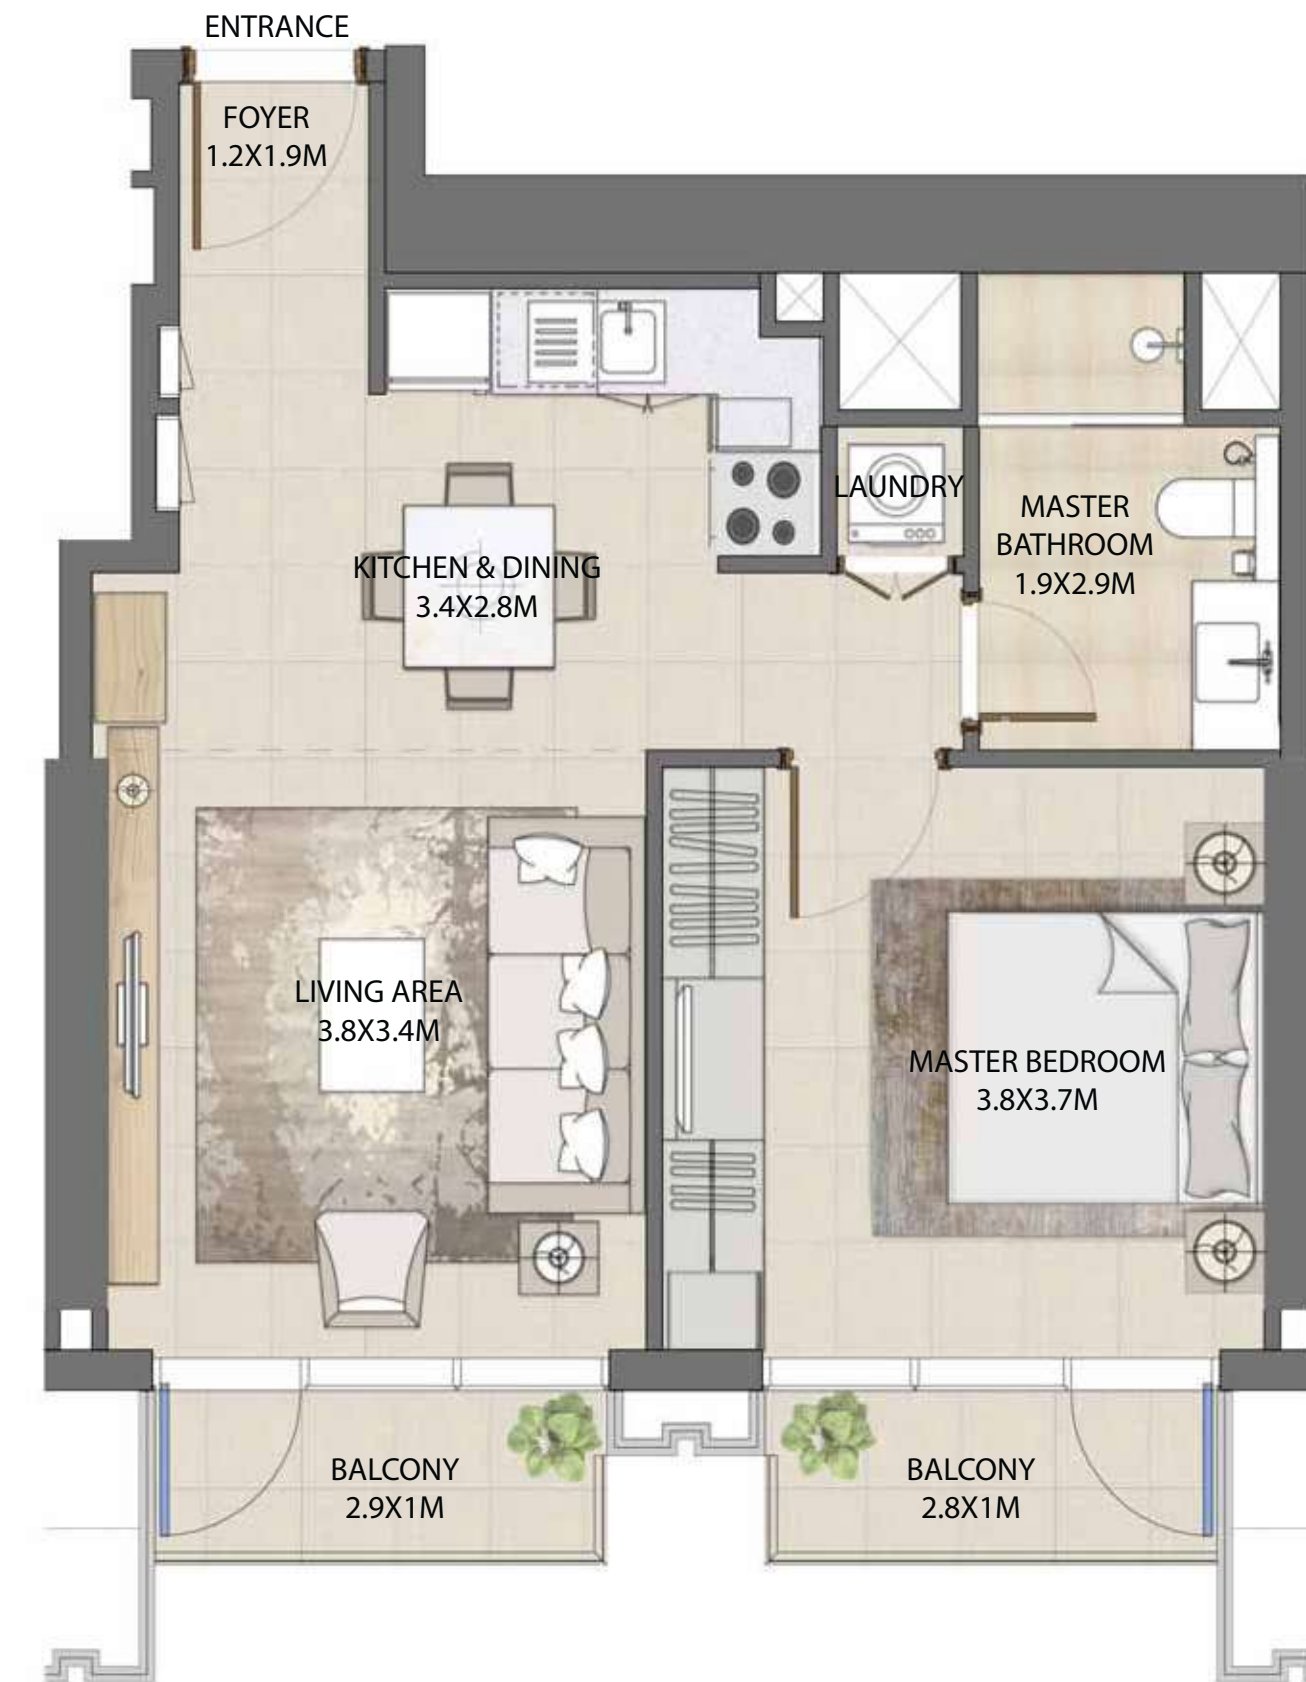 ENTRANCE
FOYER
1.2X1.9M
LAUNDRY
MASTER
BATHROOM
1.9X2.9M
KITCHEN & DINING
3.4X2.8M
LIVING AREA
3.8X3.4M
MASTER BEDROOM
3.8X3.7M
BALCONY
2.9X1M
BALCONY
2.8X1M